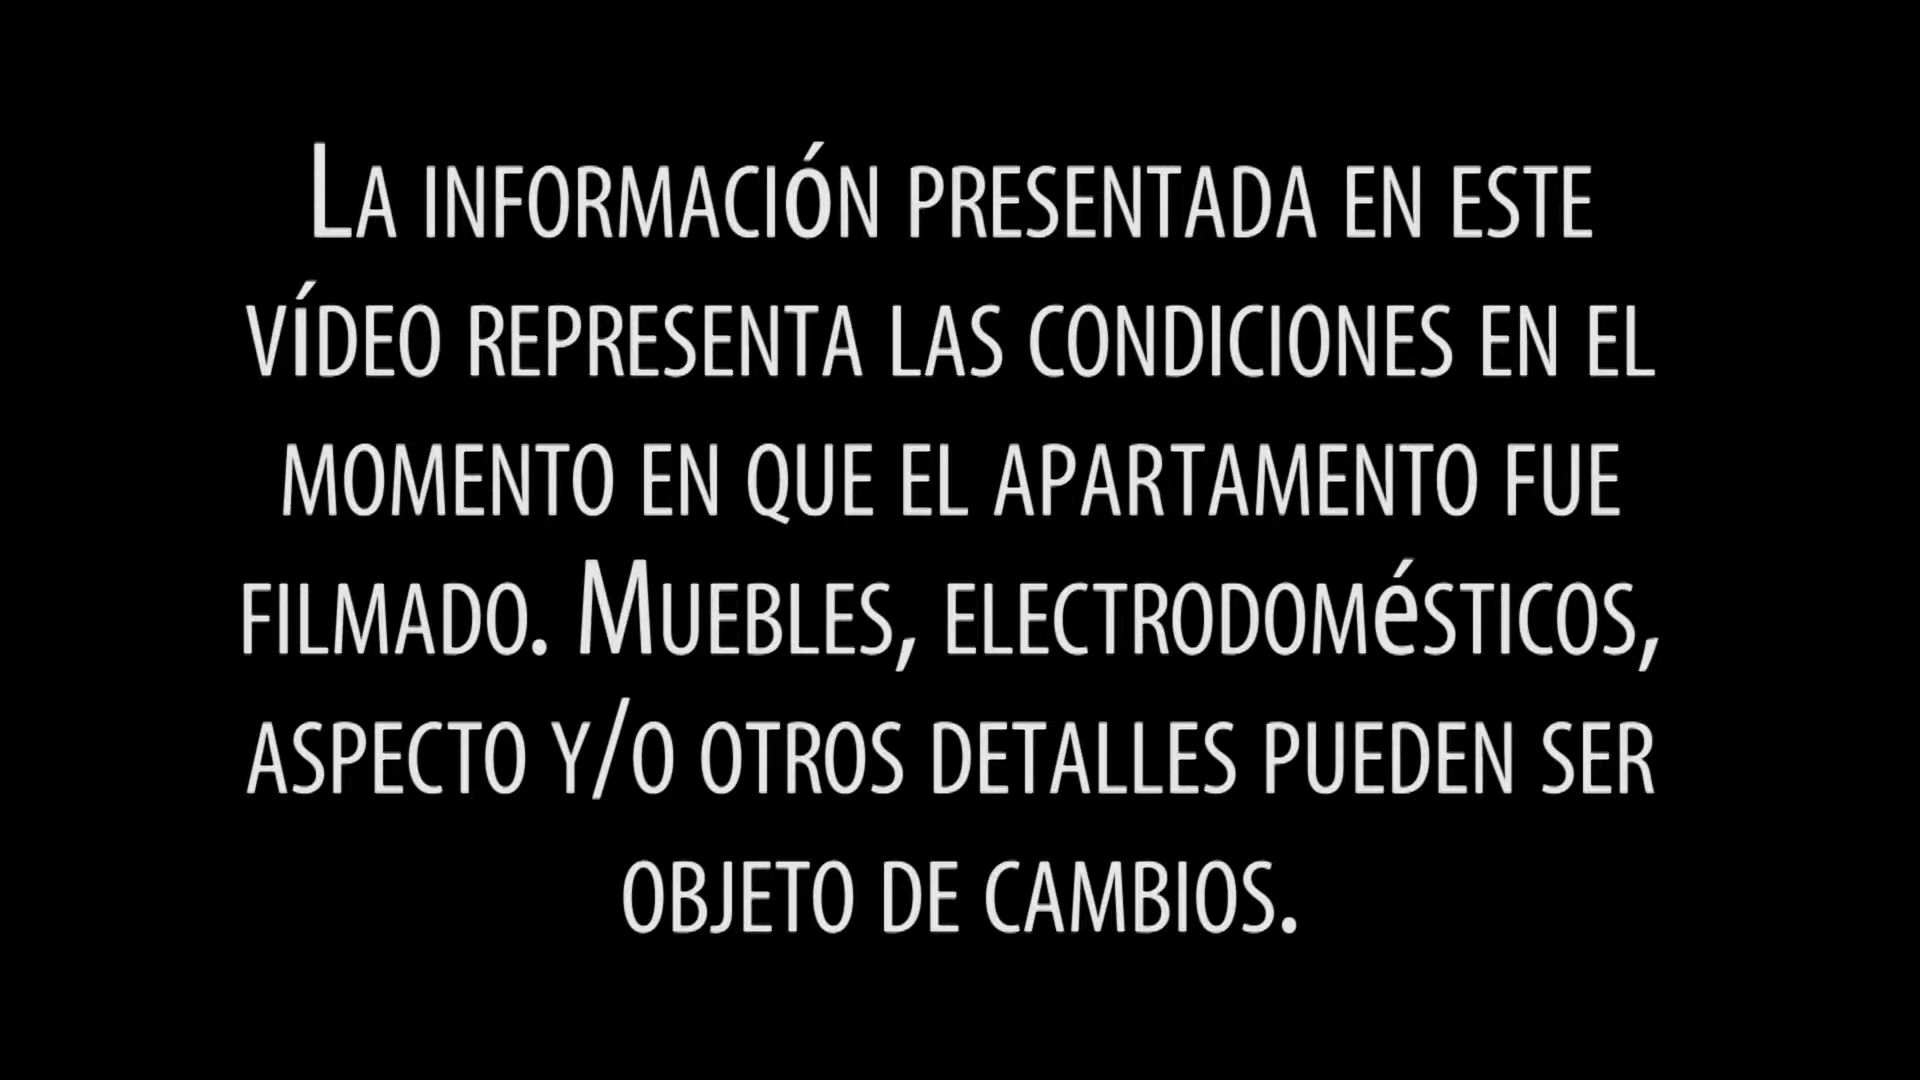 La información presentada en este
vídeo representa las condiciones en el
momento en que el apartamento fue
filmado. Muebles, electrodomésticos,
aspecto y/o otros detalles pueden ser
objeto de cambios.